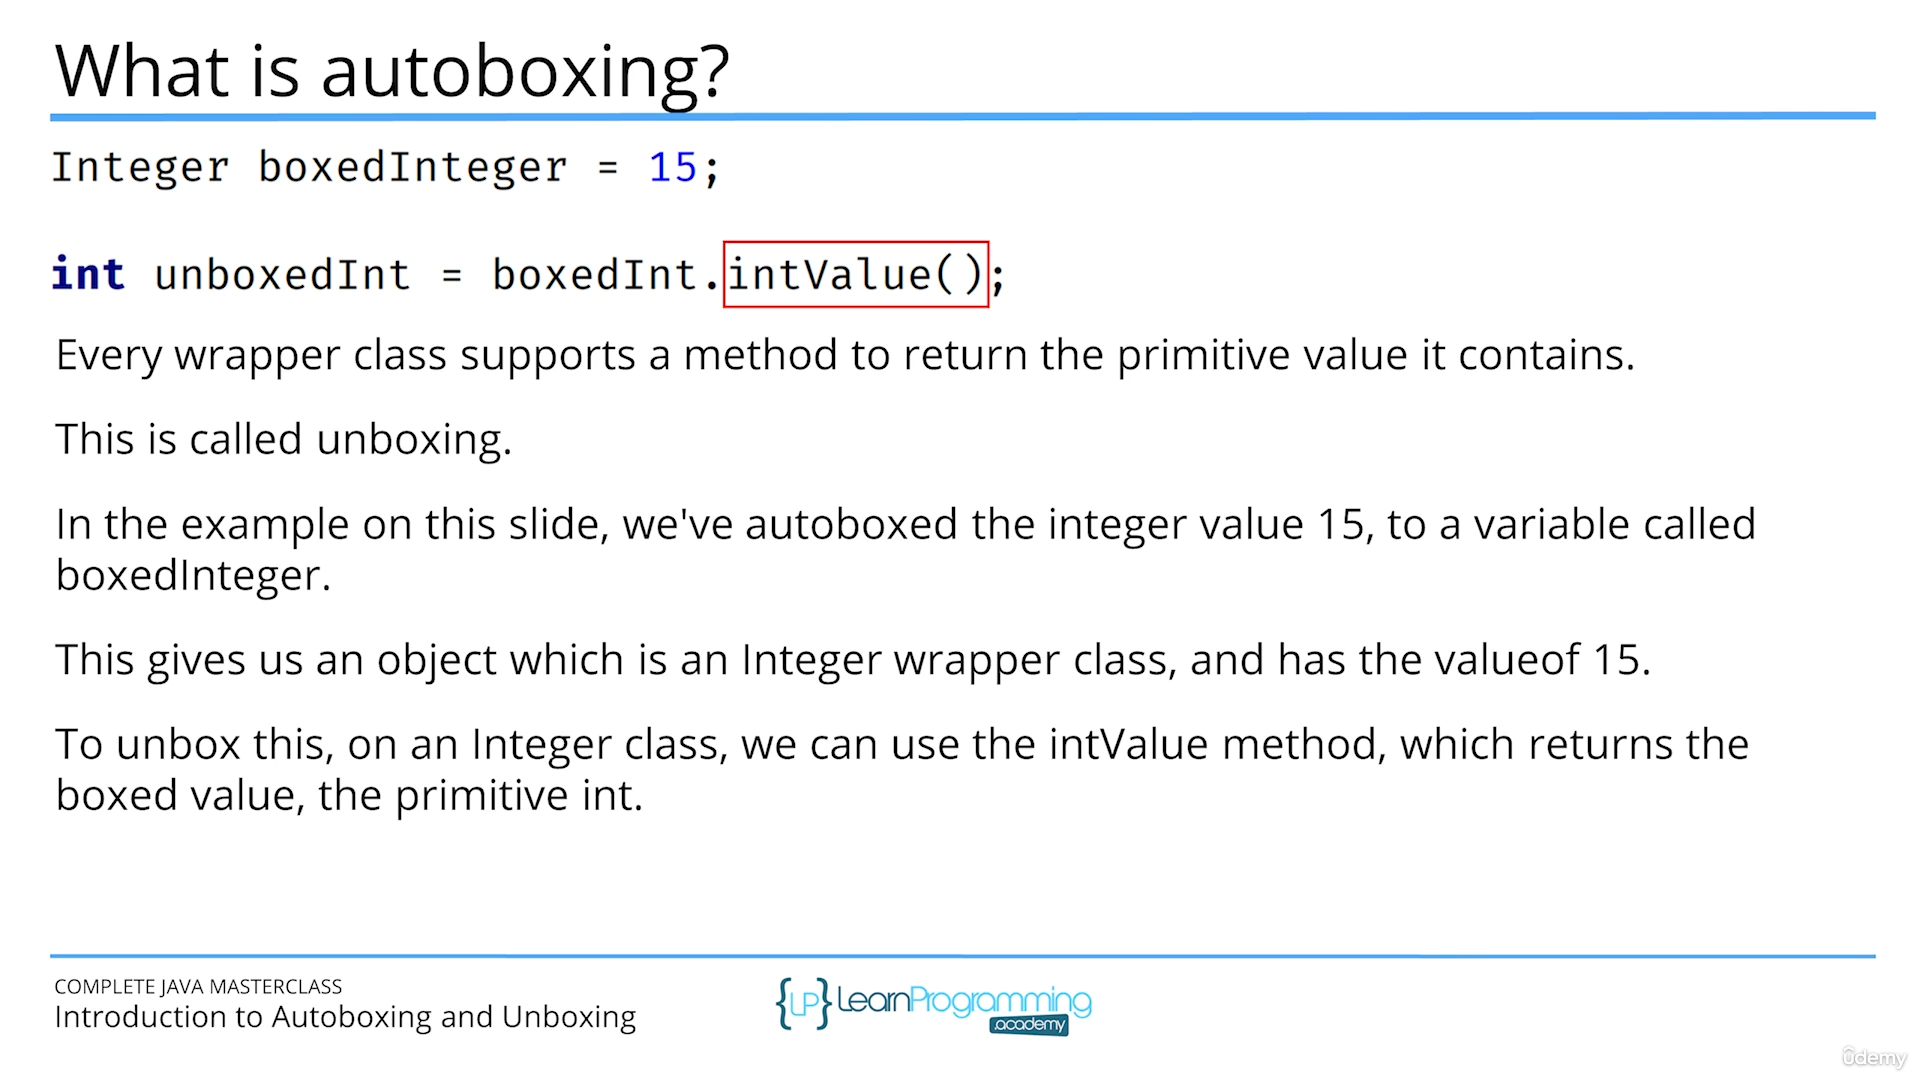 What is autoboxing?
Integer boxedInteger = 15;
int unboxedInt = boxedInt.intValue();
Every wrapper class supports a method to return the primitive value it contains.
This is called unboxing.
In the example on this slide, we've autoboxed the integer value 15, to a variable called
boxedInteger.
This gives us an object which is an Integer wrapper class, and has the valueof 15.
To unbox this, on an Integer class, we can use the intValue method, which returns the
boxed value, the primitive int.
COMPLETE JAVA MASTERCLASS
Introduction to Autoboxing and Unboxing
{LP} LearnProgramming
.academy
ûdemy